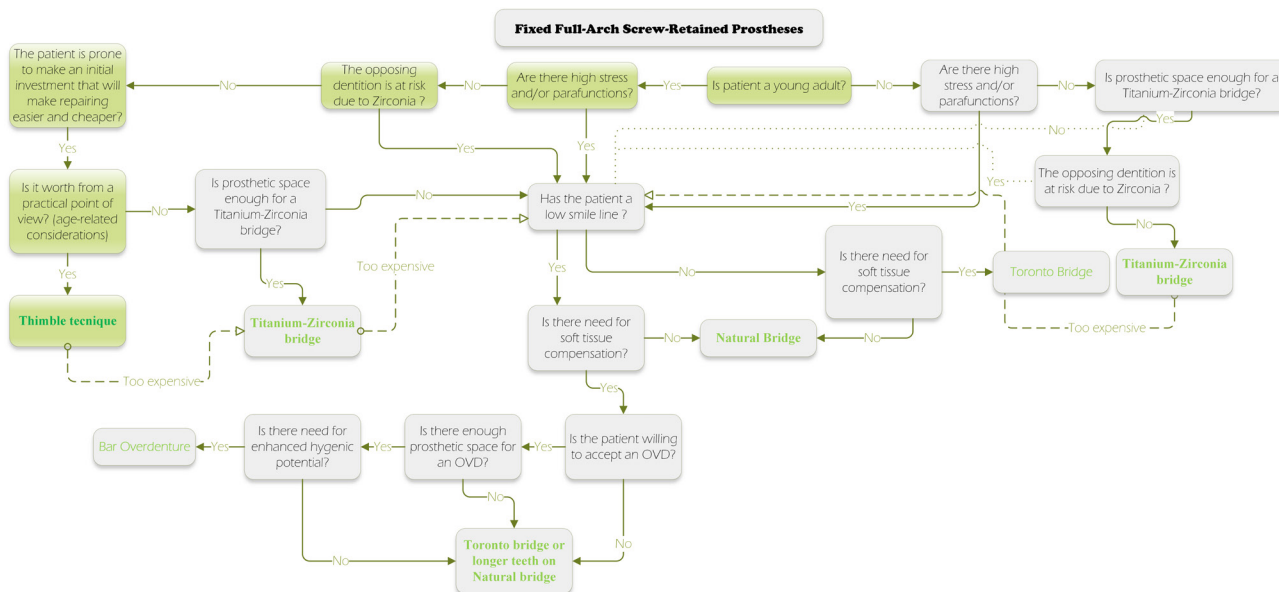 Fixed Full-Arch Screw-Retained Prostheses
The patient is prone
to make an initial
investment that will
make repairing
easier and cheaper?
No
The opposing
dentition is at risk
due to Zirconia ?
No
Are there high stress
and/or parafunctions?
Yes
Is patient a young adult?
No
Are there high
stress and/or
parafunctions?
No
Is prosthetic space enough for a
Titanium-Zirconia bridge?
Yes
Yes
Yes
No
Yes
Is it worth from a
practical point of
view? (age-related
considerations)
No
Is prosthetic space
enough for a
Titanium-Zirconia
bridge?
No
Has the patient a
low smile line ?
Yes
Yes
The opposing dentition is
at risk due to Zirconia ?
Yes
Yes
Too expensive
Yes
No
Is there need for
soft tissue
compensation?
Yes
Toronto Bridge
No
Titanium-Zirconia
bridge
Thimble tecnique
Titanium-Zirconia
bridge
Is there need for
soft tissue
compensation?
No
Natural Bridge
No
Too expensive
Too expensive
Yes
Bar Overdenture
Yes
Is there need for
enhanced hygenic
potential?
Yes
Is there enough
prosthetic space for
an OVD?
Yes
Is the patient willing
to accept an OVD?
No
No
No
Toronto bridge or
longer teeth on
Natural bridge